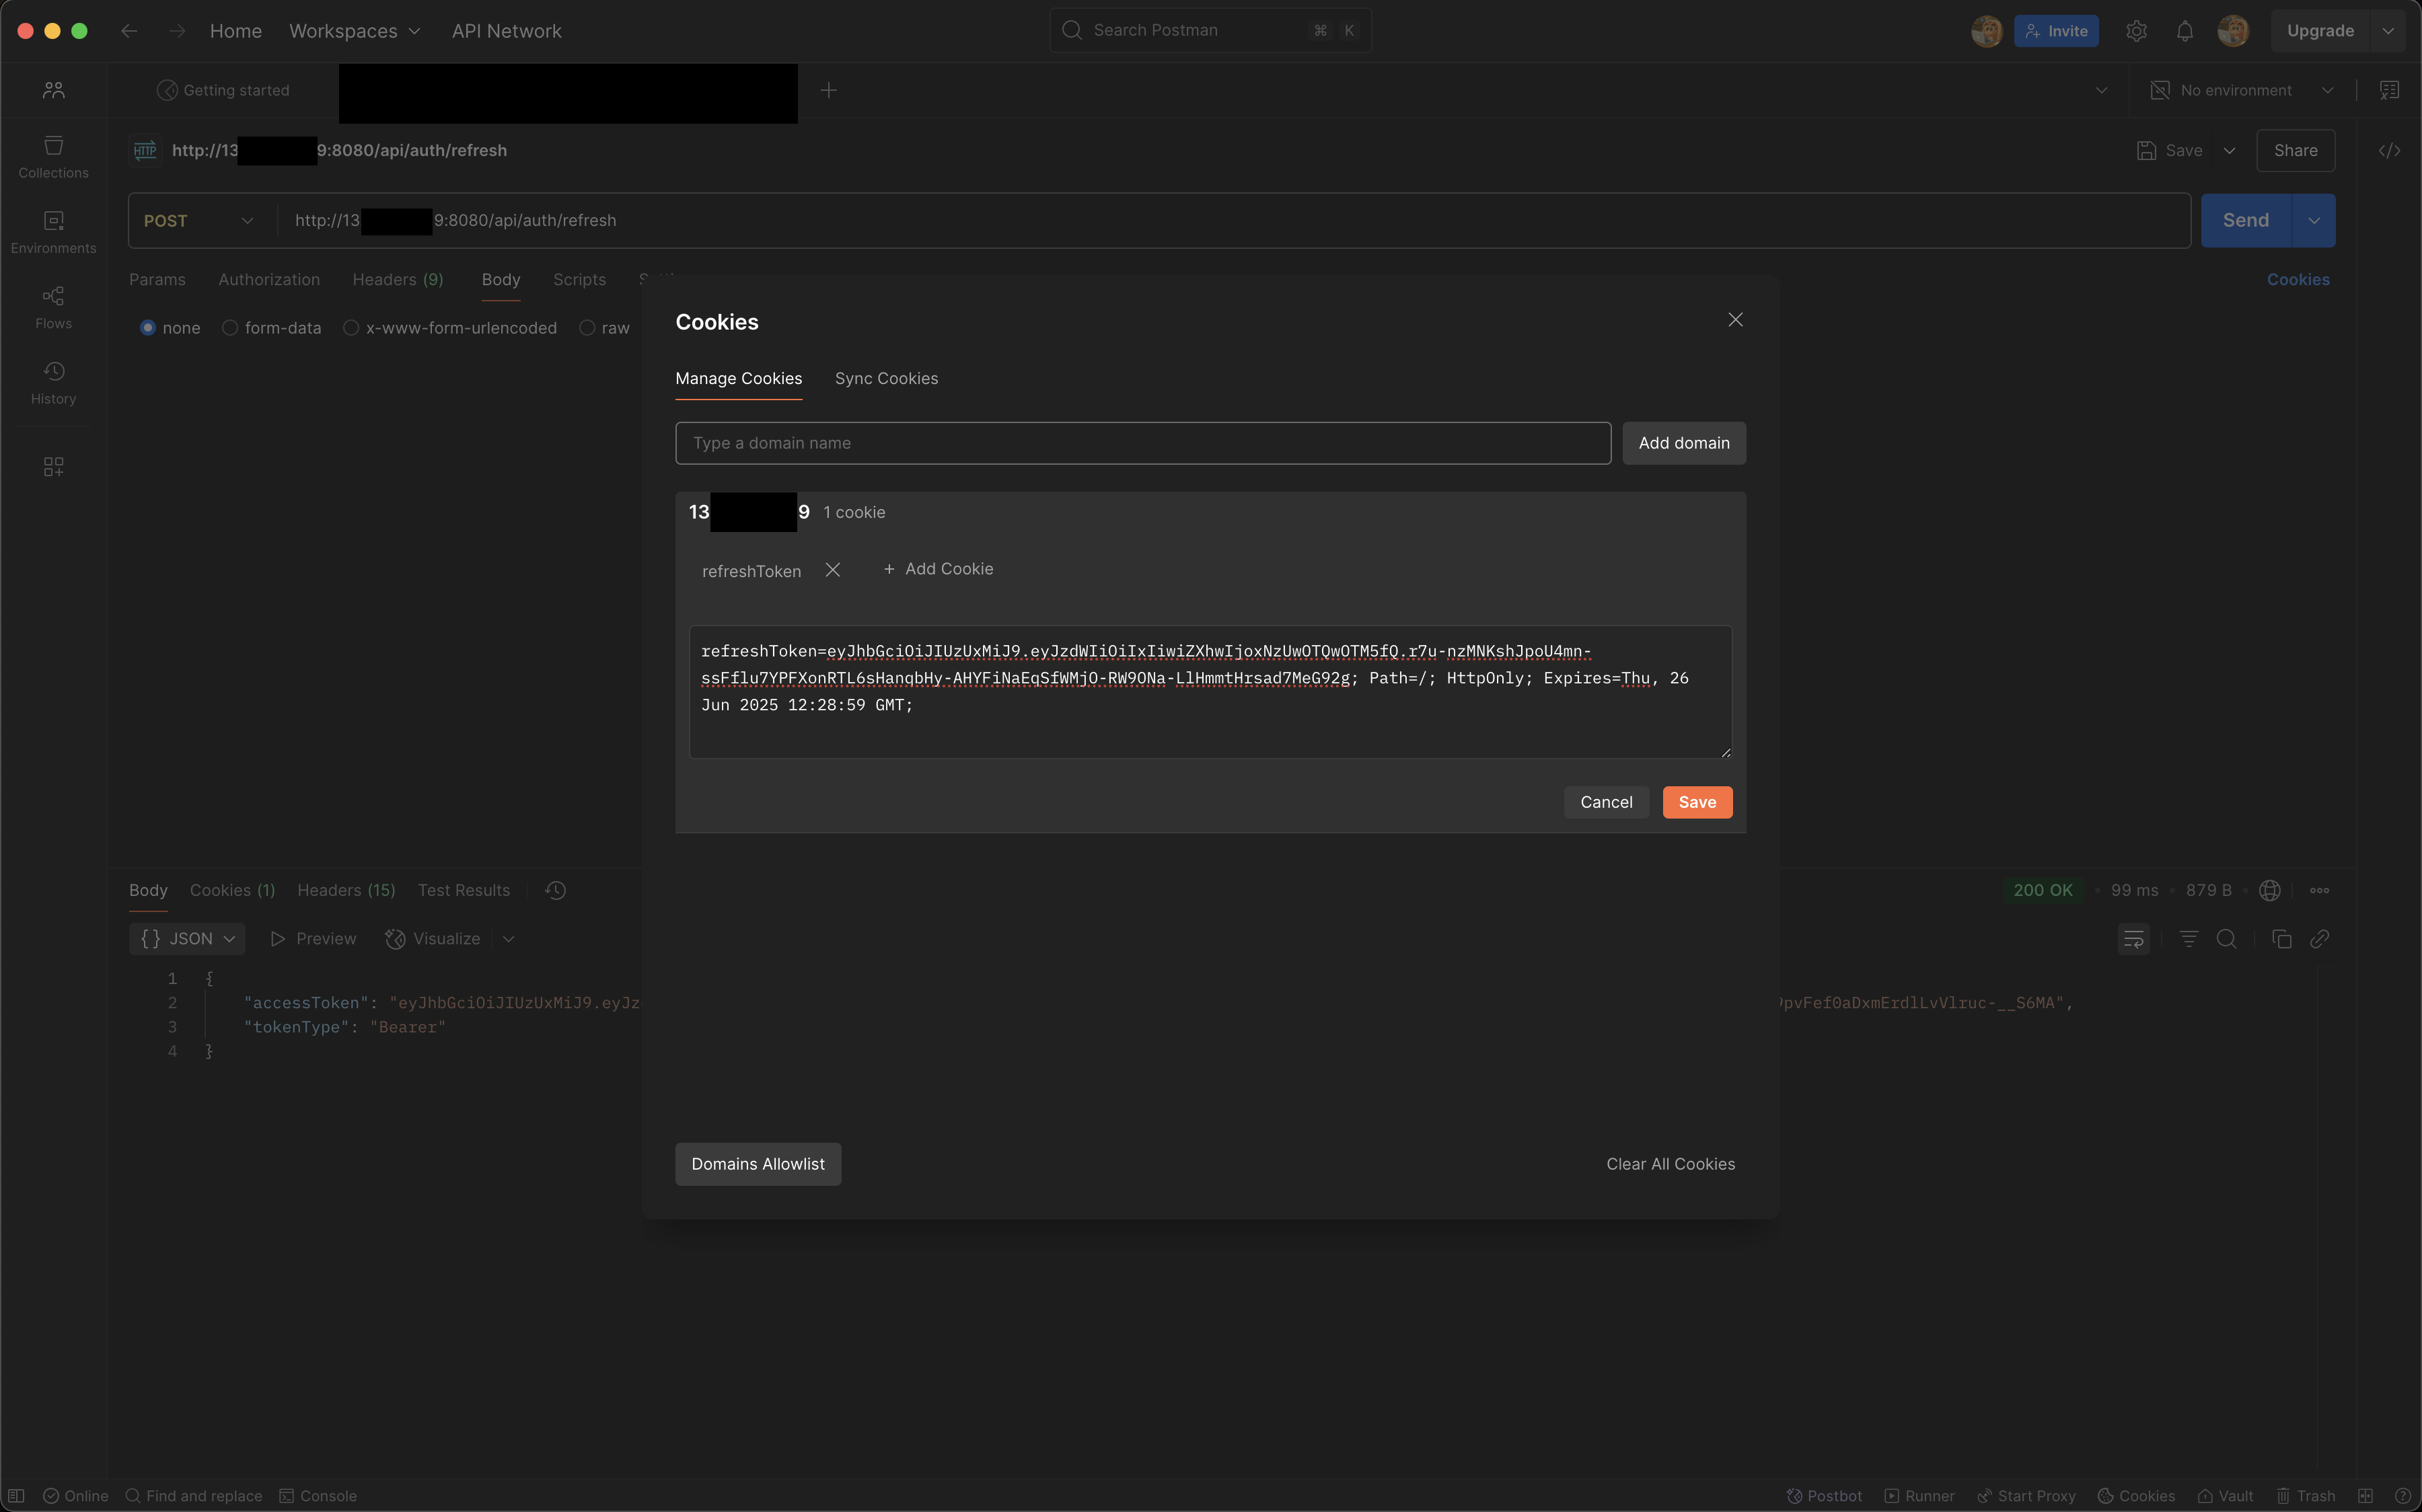 Home Workspaces API Network Search Postman ⌘ K Invite Upgrade
Getting started No environment
HTTP http://13 9:8080/api/auth/refresh Save Share
Collections
POST http://13 9:8080/api/auth/refresh Send
Environments
Params Authorization Headers (9) Body Scripts Cookies
none form-data x-www-form-urlencoded raw
Flows
History
Cookies
Manage Cookies Sync Cookies
Type a domain name Add domain
13 9 1 cookie
refreshToken + Add Cookie
refreshToken=eyJhbGciOiJIUzUxMiJ9.eyJzdWIiOiIxIiwiZXhwIjoxNzUwOTQwOTM5fQ.r7u-nzMNKshJpoU4mn-
ssFflu7YPFXonRTL6sHanqbHy-AHYFiNaEqSfWMjO-RW9ONa-LlHmmtHrsad7MeG92g; Path=/; HttpOnly; Expires=Thu, 26
Jun 2025 12:28:59 GMT;
Cancel Save
Domains Allowlist Clear All Cookies
Body Cookies (1) Headers (15) Test Results 200 OK • 99 ms • 879 B •
{} JSON Preview Visualize
1 {
2 "accessToken": "eyJhbGciOiJIUzUxMiJ9.eyJz pvFef0aDxmErdlLvVlruc-__S6MA",
3 "tokenType": "Bearer"
4 }
Online Find and replace Console Postbot Runner Start Proxy Cookies Vault Trash